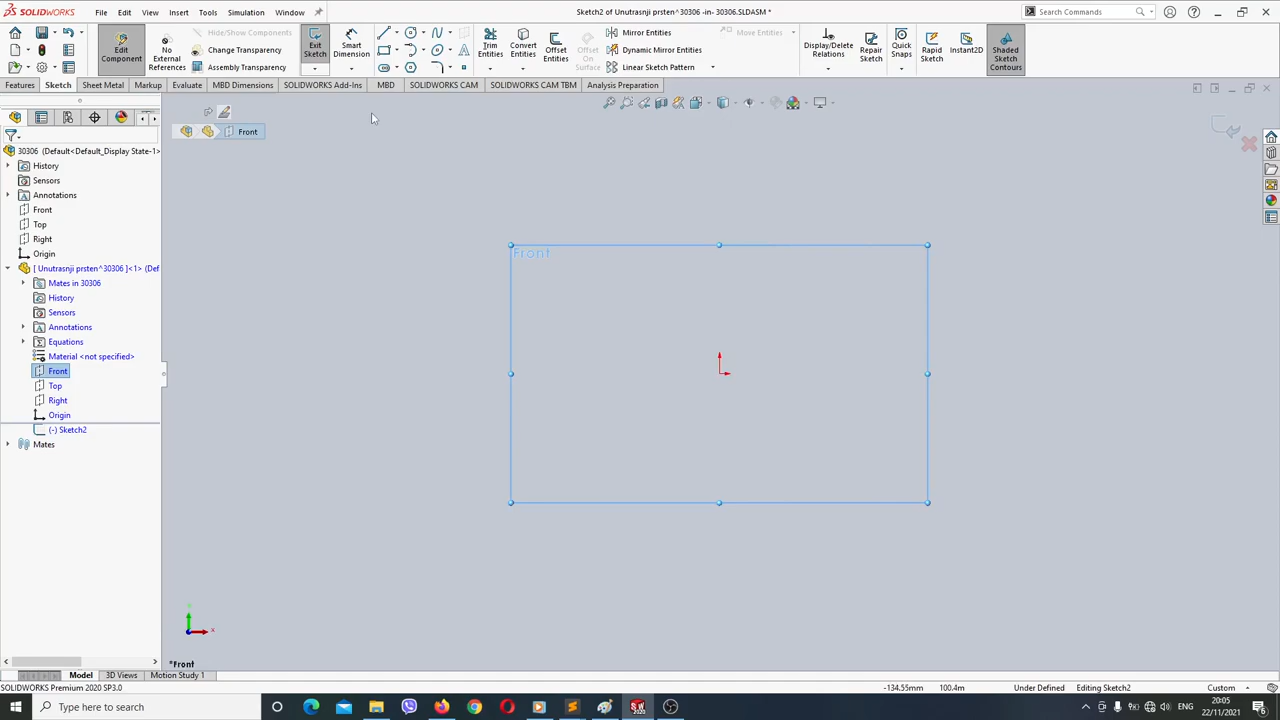 SOLIDWORKS File Edit View Insert Tools Simulation Window Sketch2 of Unutrasnji prsten^30306 -in- 30306.SLDASM * Search Commands
Edit Component
No External References
Hide/Show Components
Change Transparency
Assembly Transparency
Exit Sketch
Smart Dimension
Trim Entities
Convert Entities
Offset Entities
Offset On Surface
Mirror Entities
Dynamic Mirror Entities
Linear Sketch Pattern
Move Entities
Display/Delete Relations
Repair Sketch
Quick Snaps
Rapid Sketch
Instant2D
Shaded Sketch Contours
Features Sketch Sheet Metal Markup Evaluate MBD Dimensions SOLIDWORKS Add-Ins MBD SOLIDWORKS CAM SOLIDWORKS CAM TBM Analysis Preparation
Front
30306 (Default<Default_Display State-1>
History
Sensors
Annotations
Front
Top
Right
Origin
[ Unutrasnji prsten^30306 ]<1> (Def
Mates in 30306
History
Sensors
Annotations
Equations
Material <not specified>
Front
Top
Right
Origin
(-) Sketch2
Mates
Front
x
*Front
Model 3D Views Motion Study 1
SOLIDWORKS Premium 2020 SP3.0 -134.55mm 100.4m Under Defined Editing Sketch2 Custom
Type here to search ENG 20:05
22/11/2021